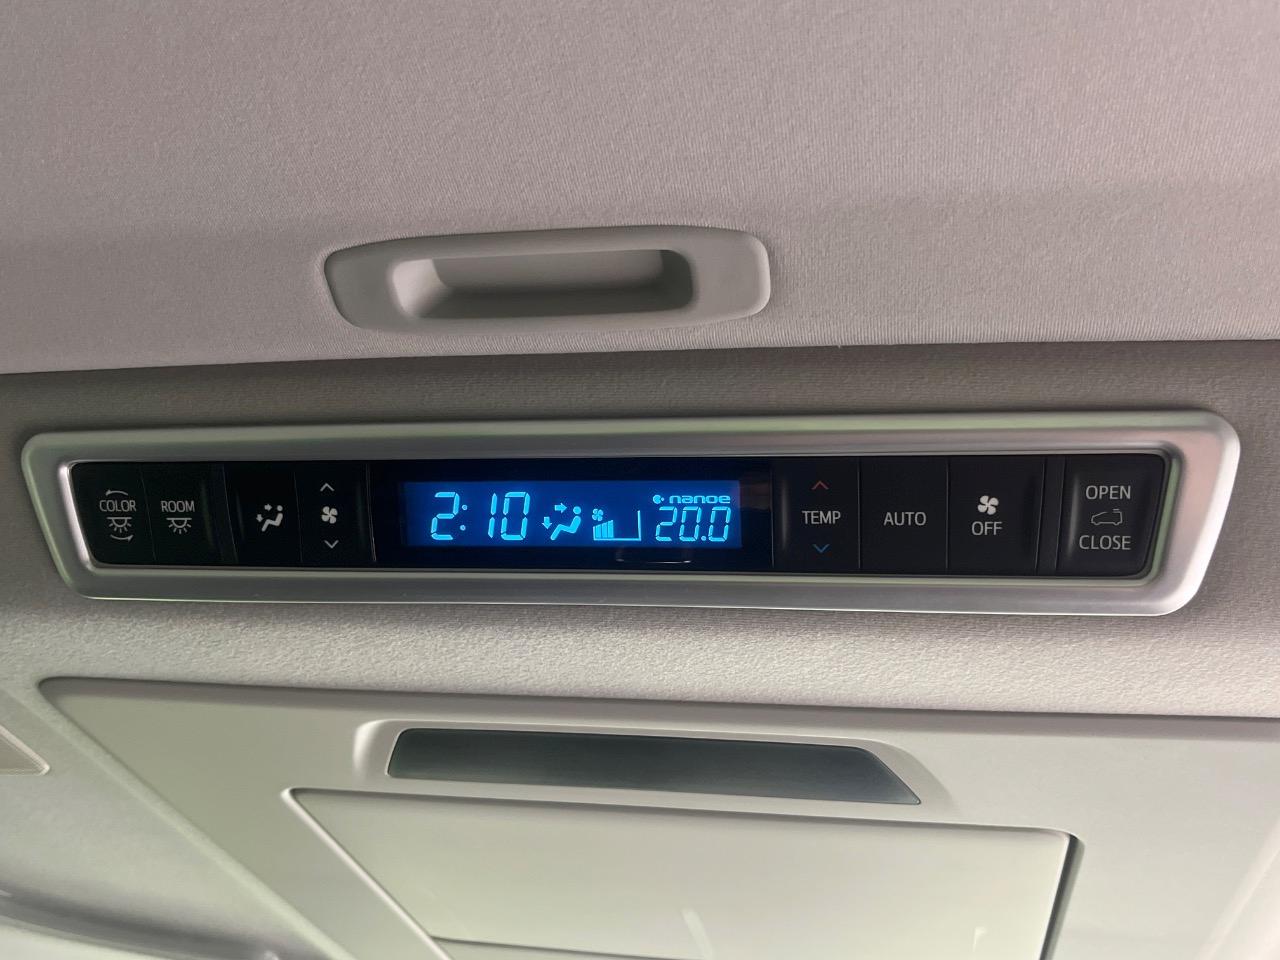 COLOR
ROOM
2:10
nanoe
20.0
TEMP
AUTO
OFF
OPEN
CLOSE